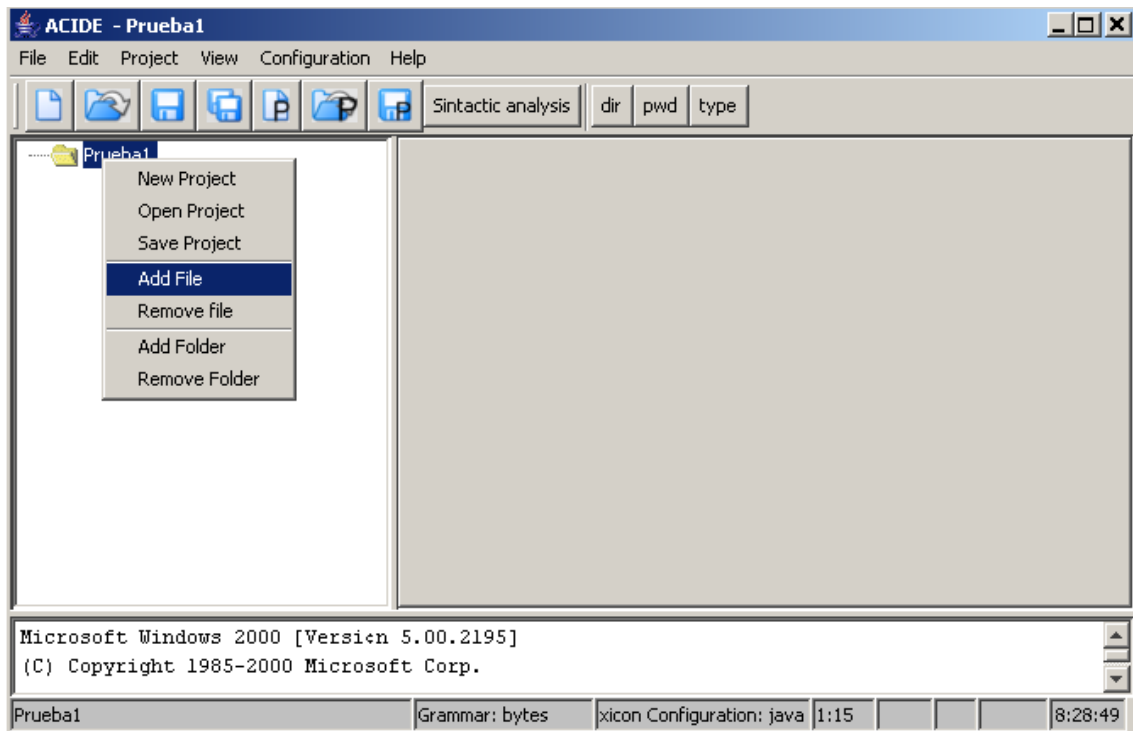 ACIDE - Prueba1
File Edit Project View Configuration Help
P P P Sintactic analysis dir pwd type
Prueba1
New Project
Open Project
Save Project
Add File
Remove file
Add Folder
Remove Folder
Microsoft Windows 2000 [Versi¢n 5.00.2195]
(C) Copyright 1985-2000 Microsoft Corp.
Prueba1 Grammar: bytes xicon Configuration: java 1:15 8:28:49